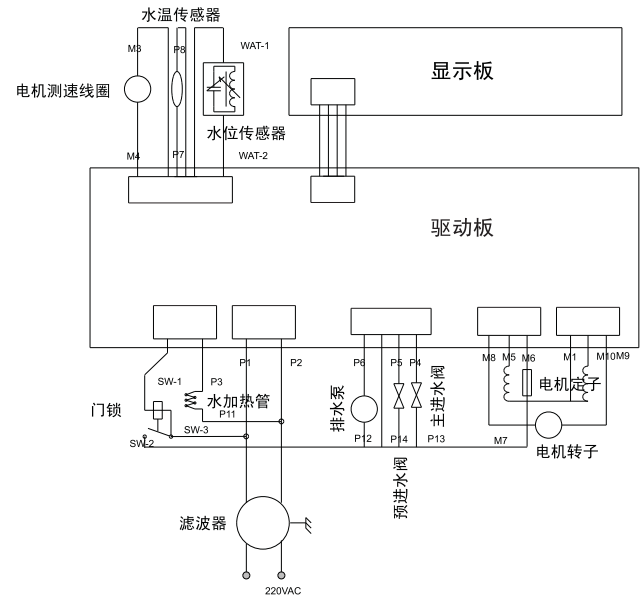 水温传感器
M3
P8
WAT-1
显示板
电机测速线圈
水位传感器
M4
P7
WAT-2
驱动板
P1
P2
P6
P5
P4
M8
M5
M6
M1
M10
M9
SW-1
P3
水加热管
P11
门锁
SW-3
SW-2
排水泵
主进水阀
电机定子
P12
P14
P13
M7
电机转子
预进水阀
滤波器
220VAC